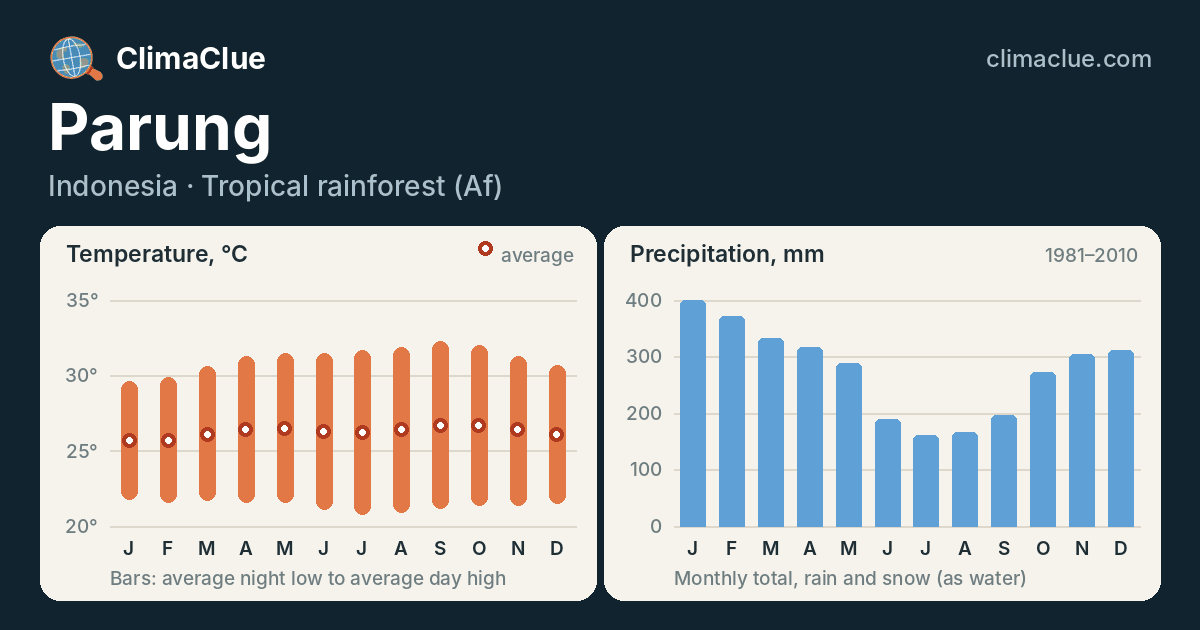 ClimaClue
climaclue.com
Parung
Indonesia · Tropical rainforest (Af)
Temperature, °C
average
35°
30°
25°
20°
J F M A M J J A S O N D
Bars: average night low to average day high
Precipitation, mm
1981–2010
400
300
200
100
0
J F M A M J J A S O N D
Monthly total, rain and snow (as water)